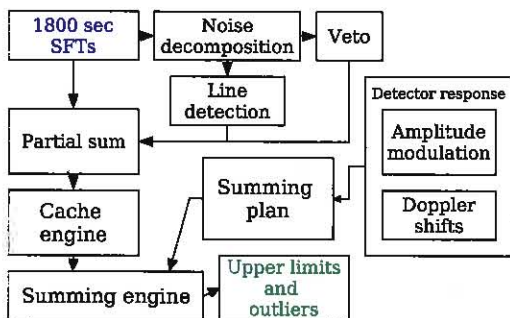 1800 sec
SFTs
Noise
decomposition
Veto
Line
detection
Detector response
Amplitude
modulation
Doppler
shifts
Partial sum
Summing
plan
Cache
engine
Summing engine
Upper limits
and
outliers